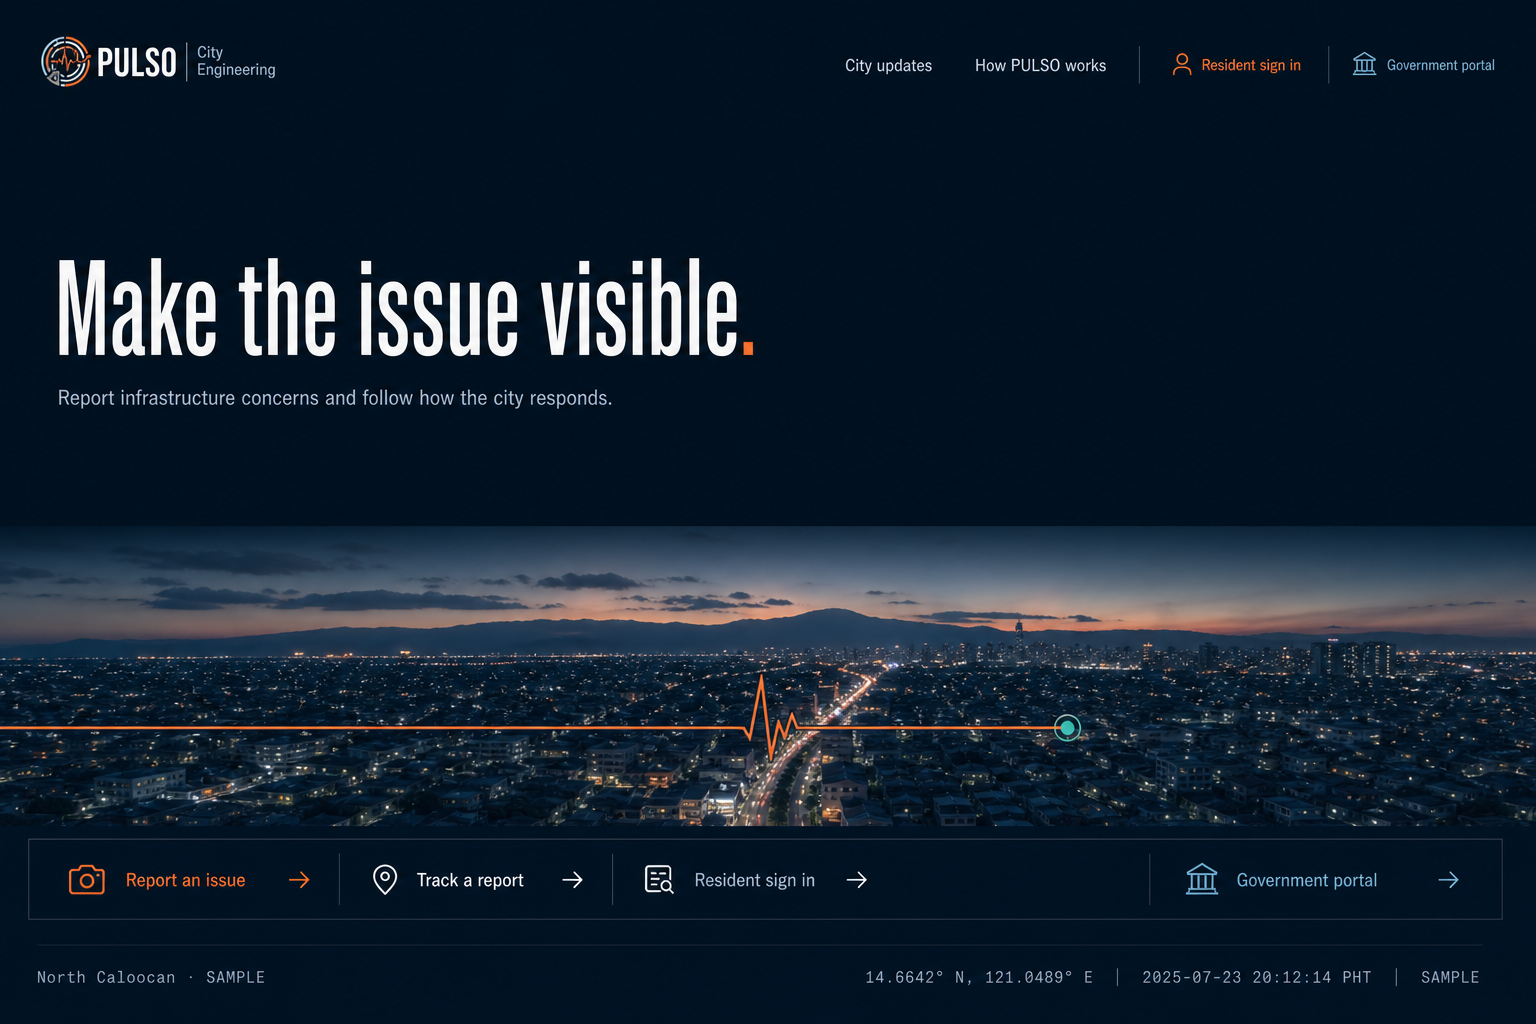 PULSO
City
Engineering
City updates
How PULSO works
Resident sign in
Government portal
Make the issue visible.
Report infrastructure concerns and follow how the city responds.
Report an issue
Track a report
Resident sign in
Government portal
North Caloocan · SAMPLE
14.6642° N, 121.0489° E | 2025-07-23 20:12:14 PHT | SAMPLE